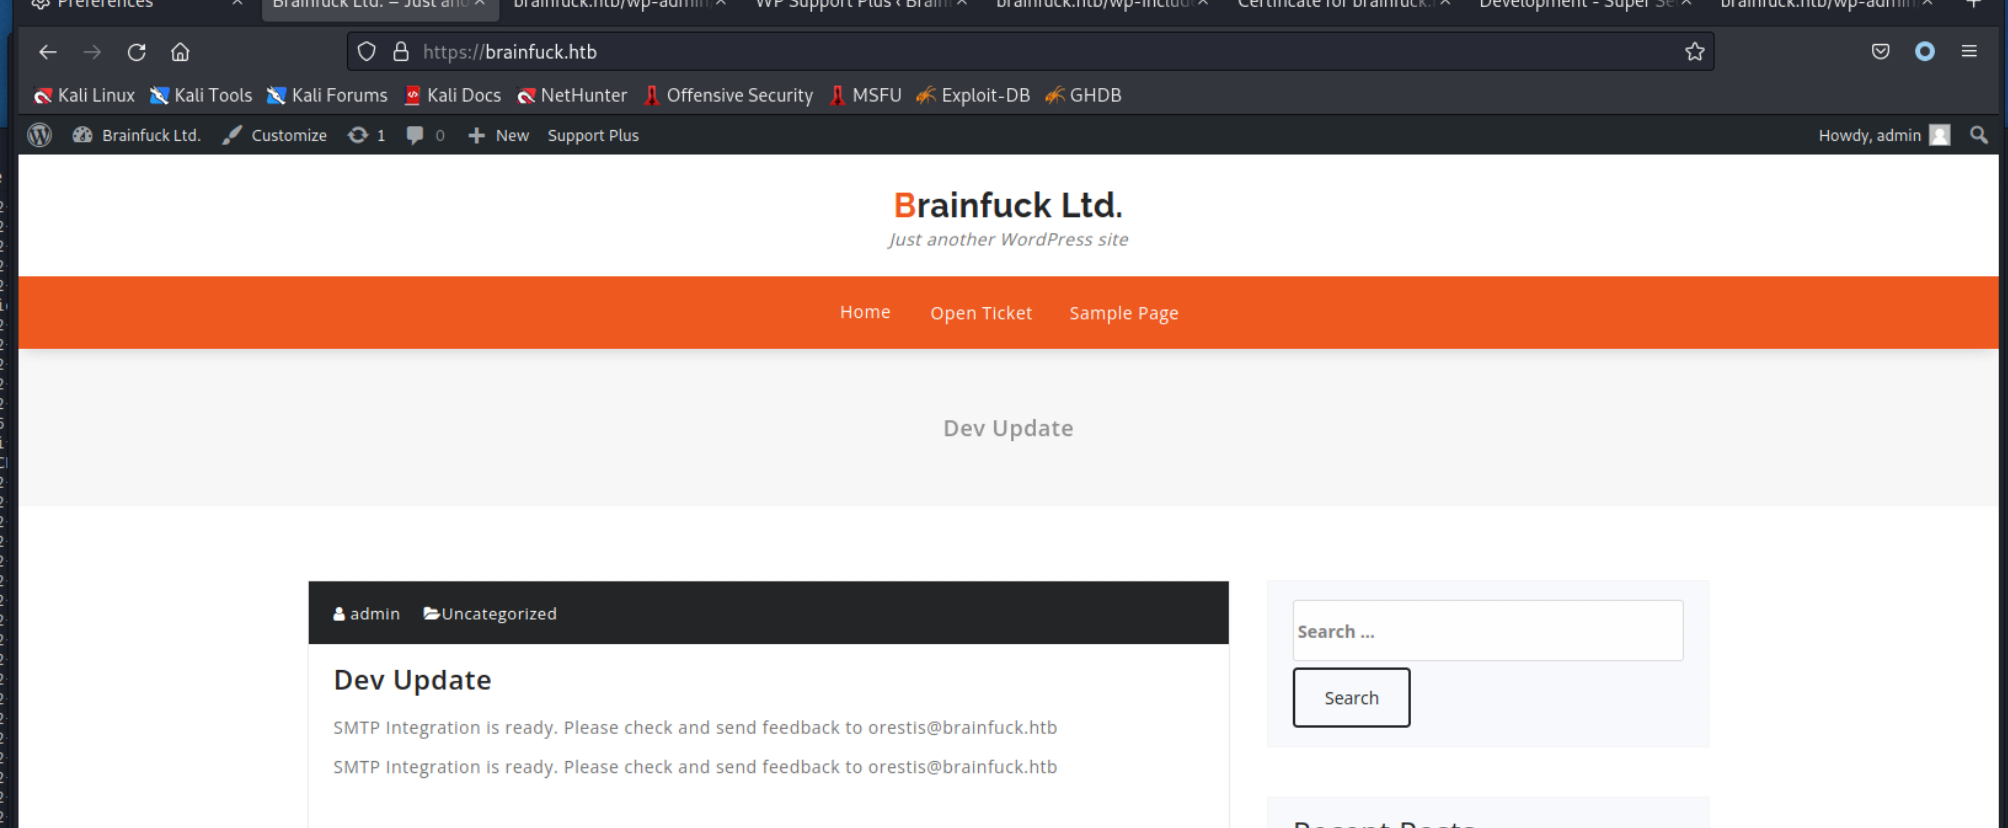 Preferences
Brainfuck Ltd. – Just and
brainfuck.htb/wp-admin/
WP Support Plus ‹ Brainf
brainfuck.htb/wp-includ
Certificate for brainfuck.
Development - Super Se
brainfuck.htb/wp-admin
https://brainfuck.htb
Kali Linux Kali Tools Kali Forums Kali Docs NetHunter Offensive Security MSFU Exploit-DB GHDB
Brainfuck Ltd. Customize 1 0 New Support Plus Howdy, admin
Brainfuck Ltd.
Just another WordPress site
Home Open Ticket Sample Page
Dev Update
admin Uncategorized
Dev Update
SMTP Integration is ready. Please check and send feedback to orestis@brainfuck.htb
SMTP Integration is ready. Please check and send feedback to orestis@brainfuck.htb
Search ...
Search
Recent Posts